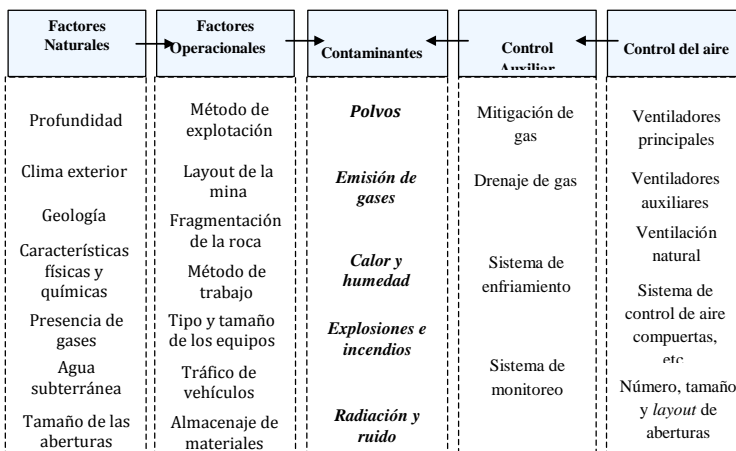 Factores
Naturales
Factores
Operacionales
Contaminantes
Control
Auxiliar
Control del aire
Profundidad
Clima exterior
Geología
Características
físicas y
químicas
Presencia de
gases
Agua
subterránea
Tamaño de las
aberturas
Método de
explotación
Layout de la
mina
Fragmentación
de la roca
Método de
trabajo
Tipo y tamaño
de los equipos
Tráfico de
vehículos
Almacenaje de
materiales
Polvos
Emisión de
gases
Calor y
humedad
Explosiones e
incendios
Radiación y
ruido
Mitigación de
gas
Drenaje de gas
Sistema de
enfriamiento
Sistema de
monitoreo
Ventiladores
principales
Ventiladores
auxiliares
Ventilación
natural
Sistema de
control de aire
compuertas,
etc
Número, tamaño
y layout de
aberturas